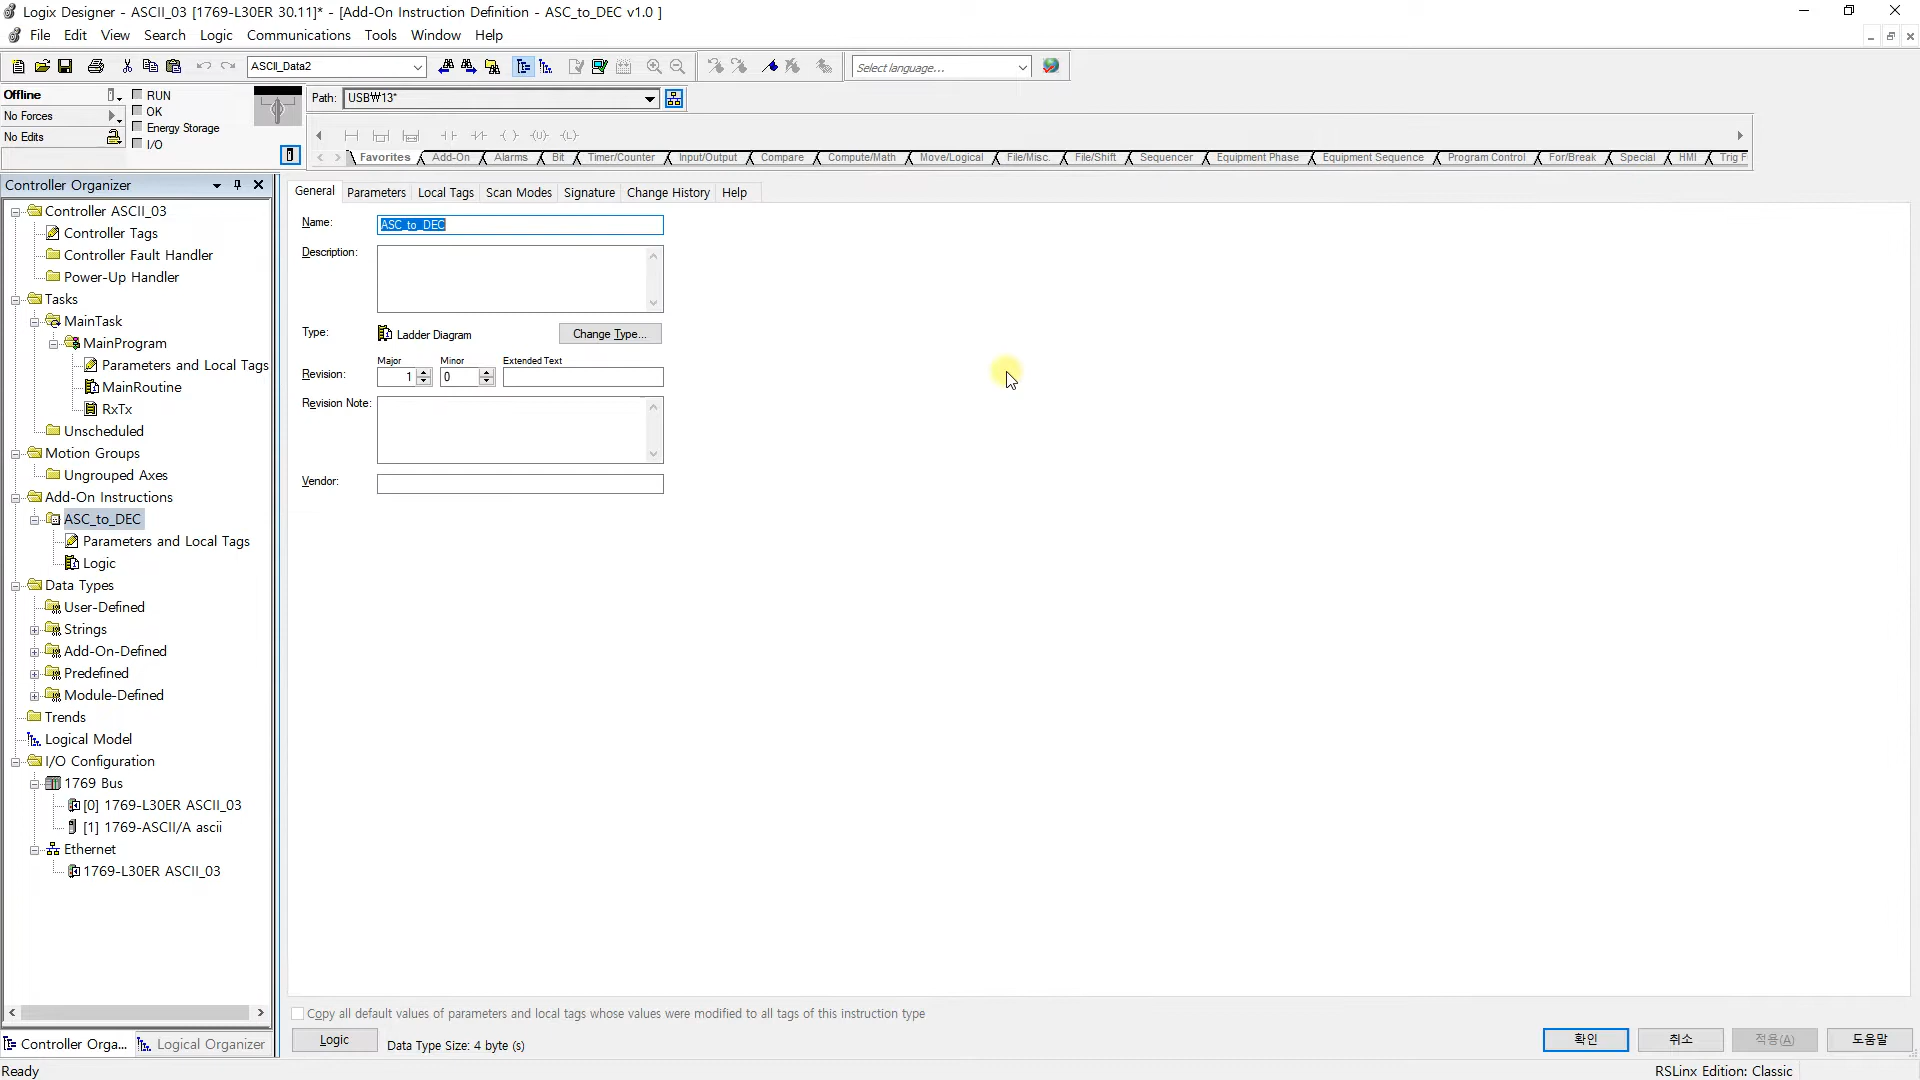 Logix Designer - ASCII_03 [1769-L30ER 30.11]* - [Add-On Instruction Definition - ASC_to_DEC v1.0 ]
File Edit View Search Logic Communications Tools Window Help
ASCII_Data2
Select language...
Offline
No Forces
No Edits
RUN
OK
Energy Storage
I/O
Path: USB₩13*
Favorites Add-On Alarms Bit Timer/Counter Input/Output Compare Compute/Math Move/Logical File/Misc. File/Shift Sequencer Equipment Phase Equipment Sequence Program Control For/Break Special HMI Trig F
Controller Organizer
Controller ASCII_03
Controller Tags
Controller Fault Handler
Power-Up Handler
Tasks
MainTask
MainProgram
Parameters and Local Tags
MainRoutine
RxTx
Unscheduled
Motion Groups
Ungrouped Axes
Add-On Instructions
ASC_to_DEC
Parameters and Local Tags
Logic
Data Types
User-Defined
Strings
Add-On-Defined
Predefined
Module-Defined
Trends
Logical Model
I/O Configuration
1769 Bus
[0] 1769-L30ER ASCII_03
[1] 1769-ASCII/A ascii
Ethernet
1769-L30ER ASCII_03
Controller Orga... Logical Organizer
General Parameters Local Tags Scan Modes Signature Change History Help
Name: ASC_to_DEC
Description:
Type: Ladder Diagram Change Type...
Major Minor Extended Text
Revision: 1 0
Revision Note:
Vendor:
Copy all default values of parameters and local tags whose values were modified to all tags of this instruction type
Logic Data Type Size: 4 byte (s)
확인 취소 적용(A) 도움말
Ready
RSLinx Edition: Classic